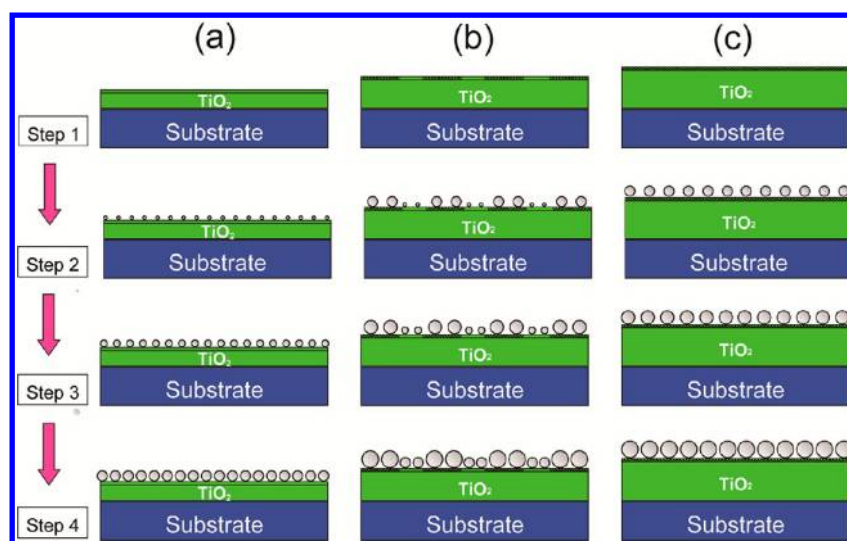 (a) (b) (c)
TiO₂ TiO₂ TiO₂
Step 1 Substrate Substrate Substrate
TiO₂ TiO₂ TiO₂
Step 2 Substrate Substrate Substrate
TiO₂ TiO₂ TiO₂
Step 3 Substrate Substrate Substrate
TiO₂ TiO₂ TiO₂
Step 4 Substrate Substrate Substrate